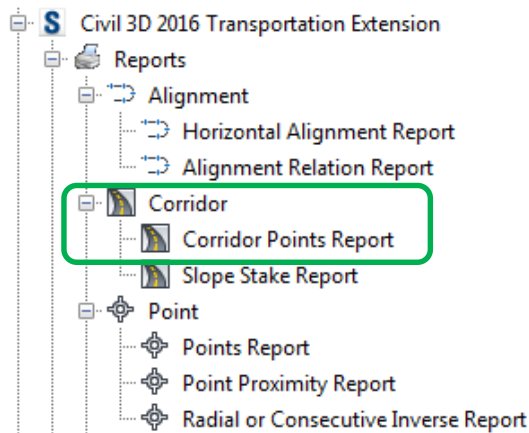 Civil 3D 2016 Transportation Extension
Reports
Alignment
Horizontal Alignment Report
Alignment Relation Report
Corridor
Corridor Points Report
Slope Stake Report
Point
Points Report
Point Proximity Report
Radial or Consecutive Inverse Report